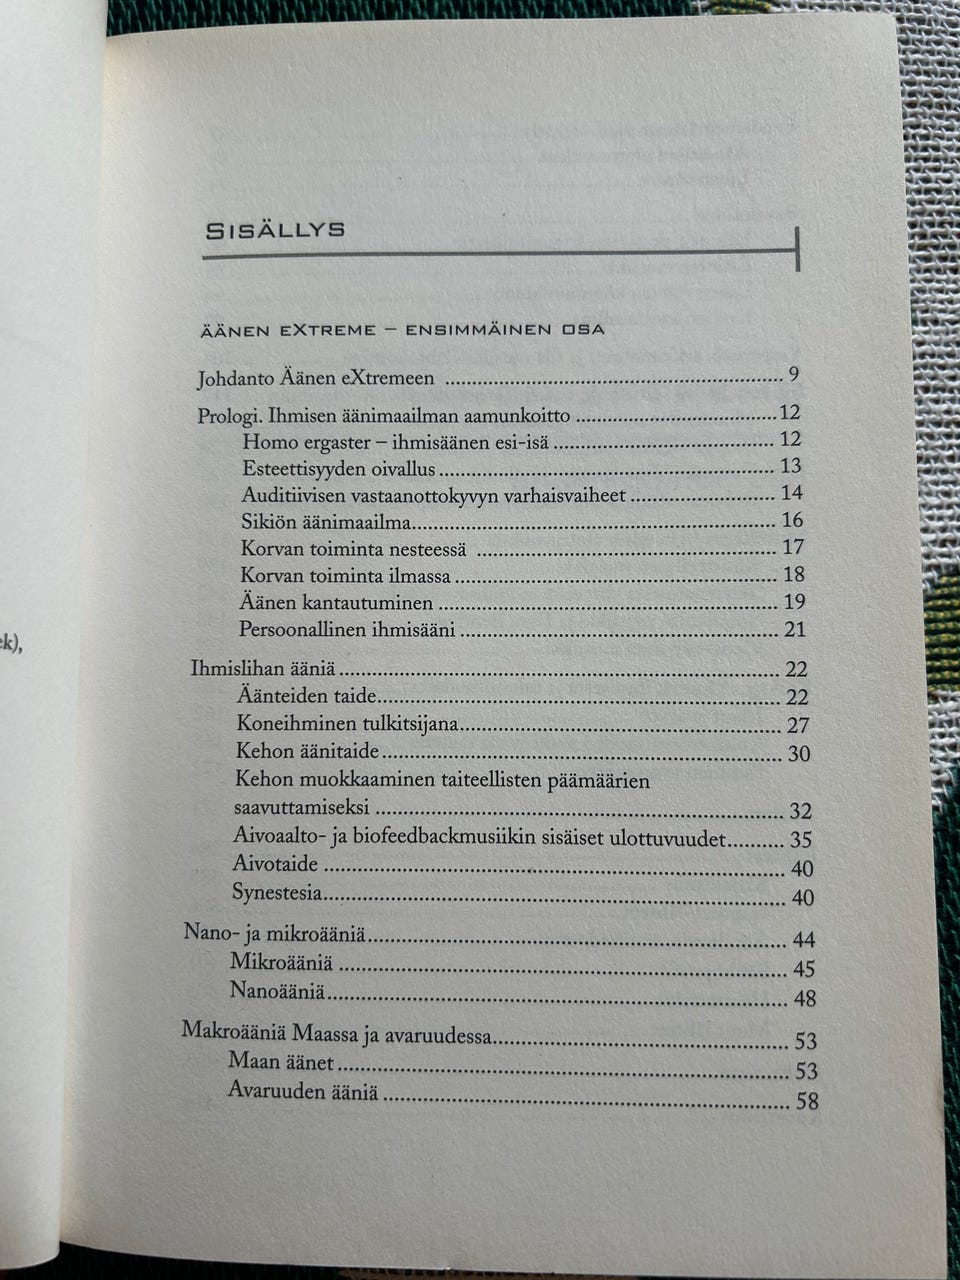 SISÄLLYS
ÄÄNEN EXTREME – ENSIMMÄINEN OSA
Johdanto Äänen eXtremeen ........ 9
Prologi. Ihmisen äänimaailman aamunkoitto ........ 12
Homo ergaster – ihmisäänen esi-isä ........ 12
Esteettisyyden oivallus ........ 13
Auditiivisen vastaanottokyvyn varhaisvaiheet ........ 14
Sikiön äänimaailma ........ 16
Korvan toiminta nesteessä ........ 17
Korvan toiminta ilmassa ........ 18
Äänen kantautuminen ........ 19
Persoonallinen ihmisääni ........ 21
ek),
Ihmislihan ääniä ........ 22
Äänteiden taide ........ 22
Koneihminen tulkitsijana ........ 27
Kehon äänitaide ........ 30
Kehon muokkaaminen taiteellisten päämäärien
saavuttamiseksi ........ 32
Aivoaalto- ja biofeedbackmusiikin sisäiset ulottuvuudet ........ 35
Aivotaide ........ 40
Synestesia ........ 40
Nano- ja mikroääniä ........ 44
Mikroääniä ........ 45
Nanoääniä ........ 48
Makroääniä Maassa ja avaruudessa ........ 53
Maan äänet ........ 53
Avaruuden ääniä ........ 58